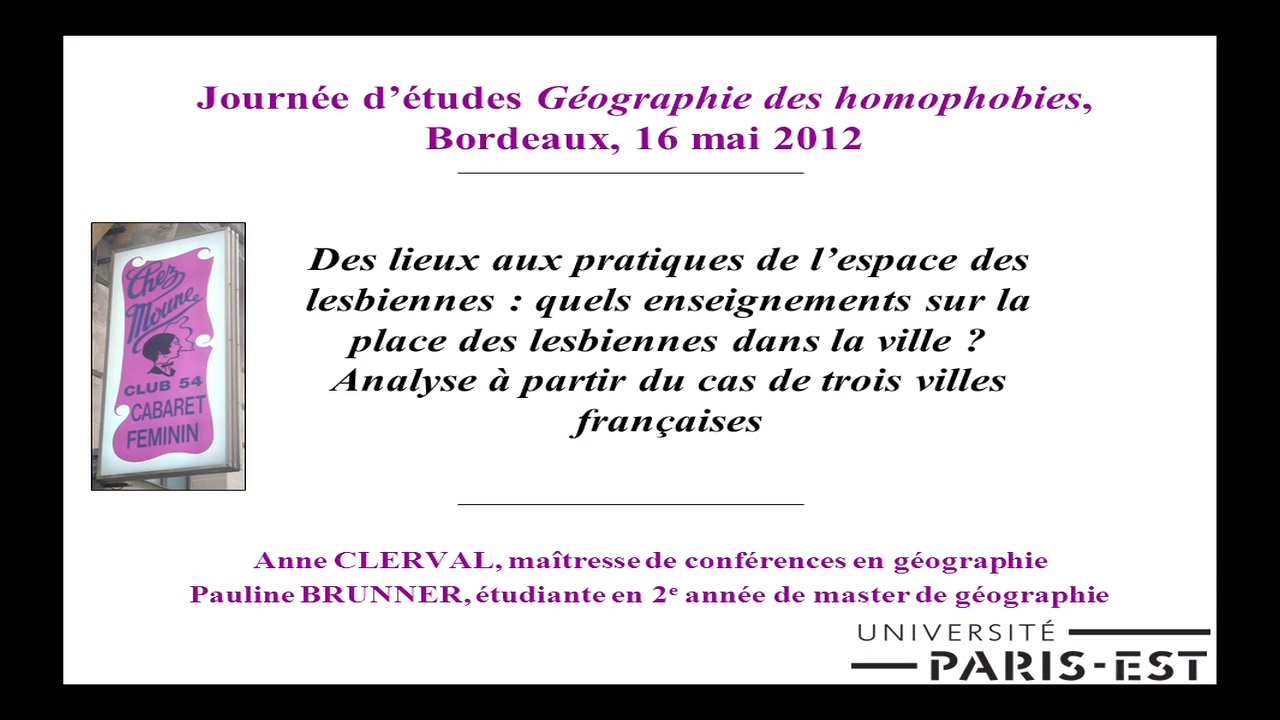 Journée d’études Géographie des homophobies,
Bordeaux, 16 mai 2012
Chez
Moune
CLUB 54
CABARET
FEMININ
Des lieux aux pratiques de l’espace des
lesbiennes : quels enseignements sur la
place des lesbiennes dans la ville ?
Analyse à partir du cas de trois villes
françaises
Anne CLERVAL, maîtresse de conférences en géographie
Pauline BRUNNER, étudiante en 2e année de master de géographie
UNIVERSITÉ
PARIS-EST